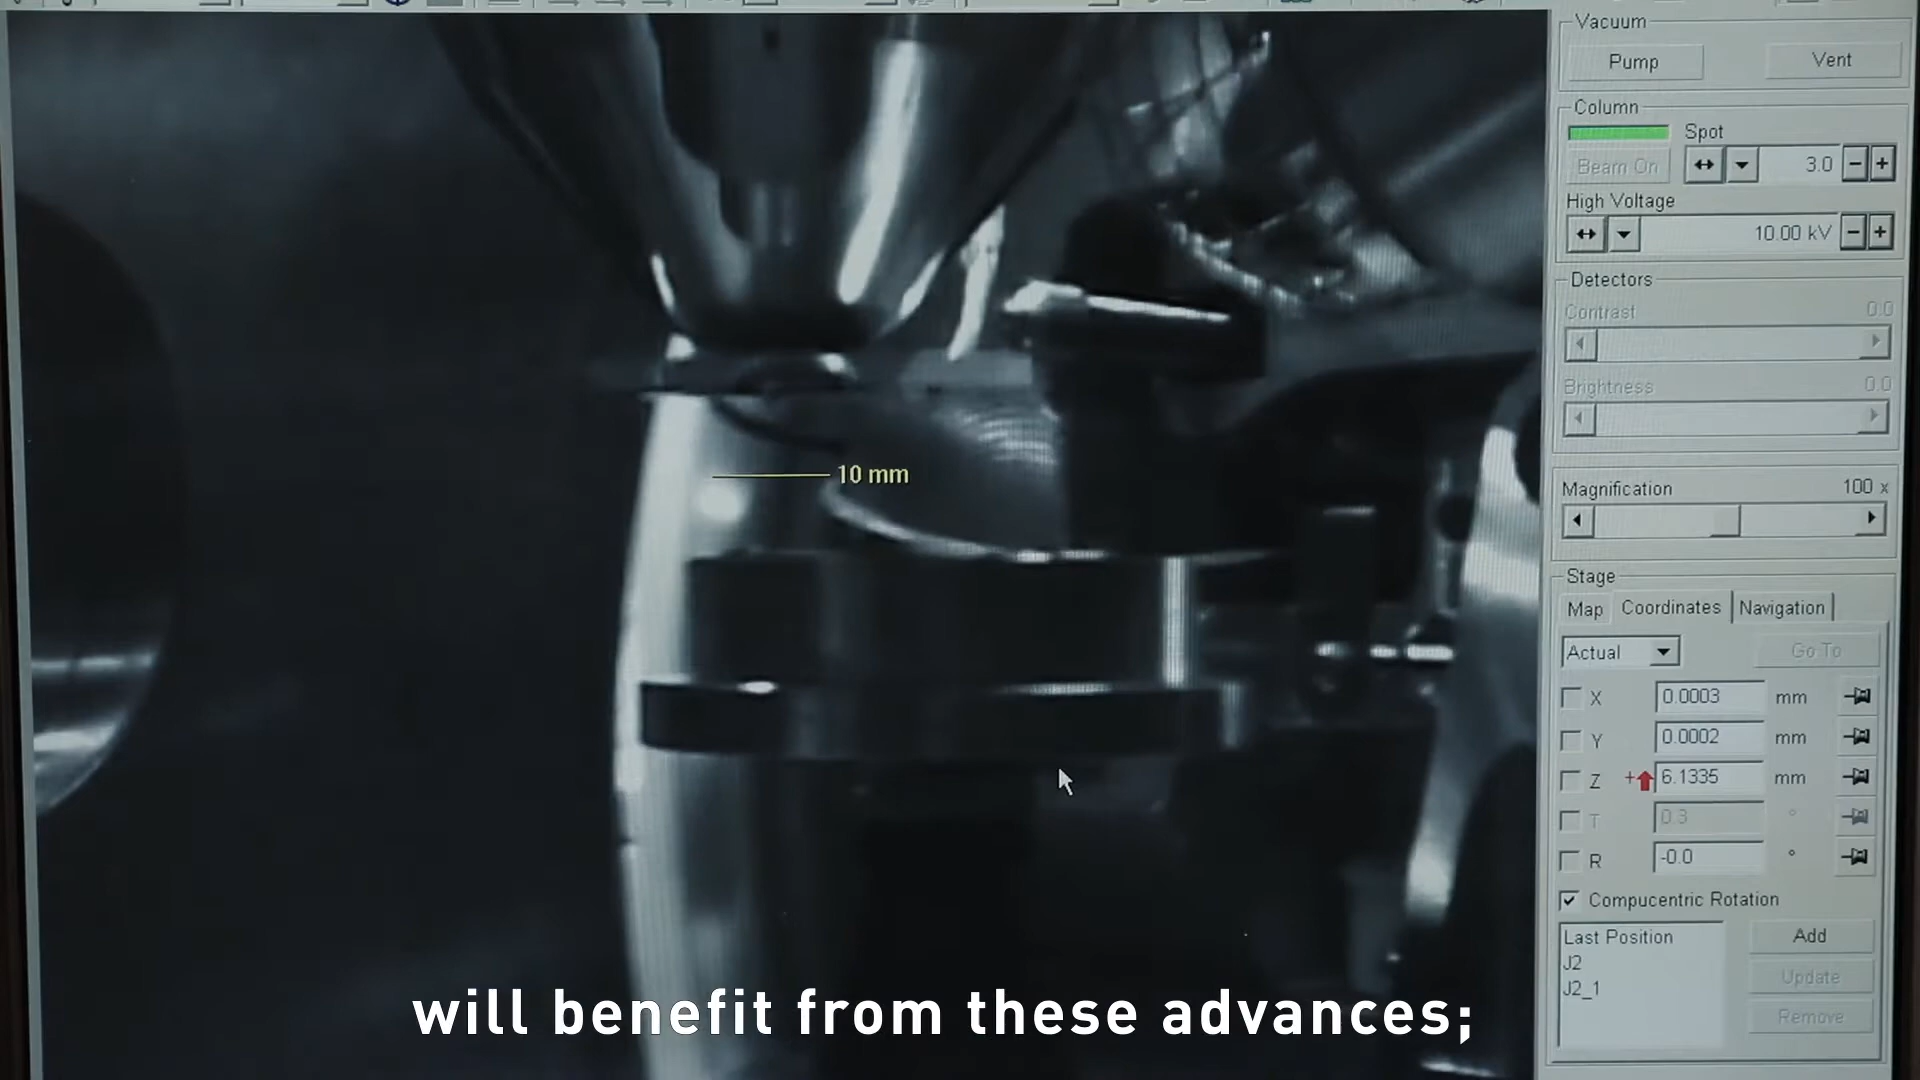 Vacuum
Pump
Vent
Column
Spot
Beam On
3.0
High Voltage
10.00 kV
Detectors
Contrast
0.0
Brightness
0.0
10 mm
Magnification
100 x
Stage
Map
Coordinates
Navigation
Actual
Go To
X
0.0003
mm
Y
0.0002
mm
Z
6.1335
mm
T
0.3
°
R
-0.0
°
Compucentric Rotation
Last Position
J2
J2_1
Add
Update
Remove
will benefit from these advances;